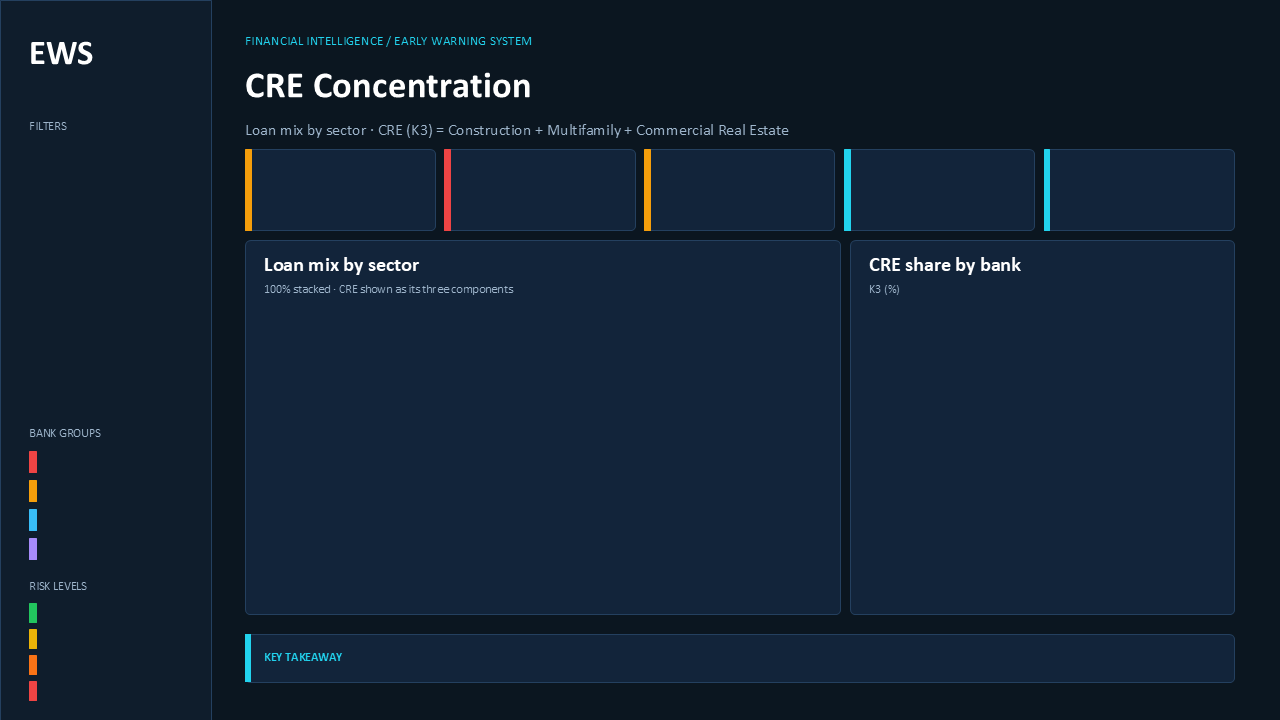 EWS
FILTERS
BANK GROUPS
RISK LEVELS
FINANCIAL INTELLIGENCE / EARLY WARNING SYSTEM
CRE Concentration
Loan mix by sector · CRE (K3) = Construction + Multifamily + Commercial Real Estate
Loan mix by sector
100% stacked · CRE shown as its three components
CRE share by bank
K3 (%)
KEY TAKEAWAY